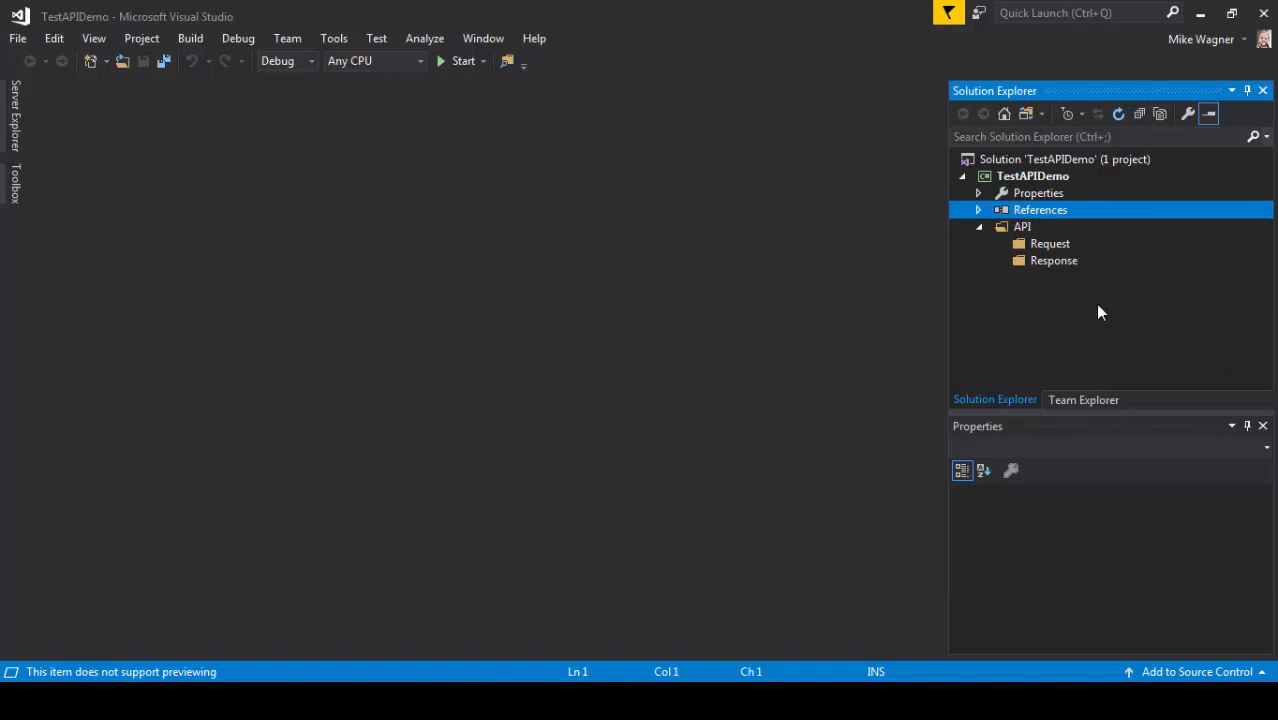 TestAPIDemo - Microsoft Visual Studio
Quick Launch (Ctrl+Q)
File Edit View Project Build Debug Team Tools Test Analyze Window Help
Mike Wagner
Debug Any CPU Start
Server Explorer
Toolbox
Solution Explorer
Search Solution Explorer (Ctrl+;)
Solution 'TestAPIDemo' (1 project)
C# TestAPIDemo
Properties
References
API
Request
Response
Solution Explorer Team Explorer
Properties
This item does not support previewing Ln 1 Col 1 Ch 1 INS Add to Source Control